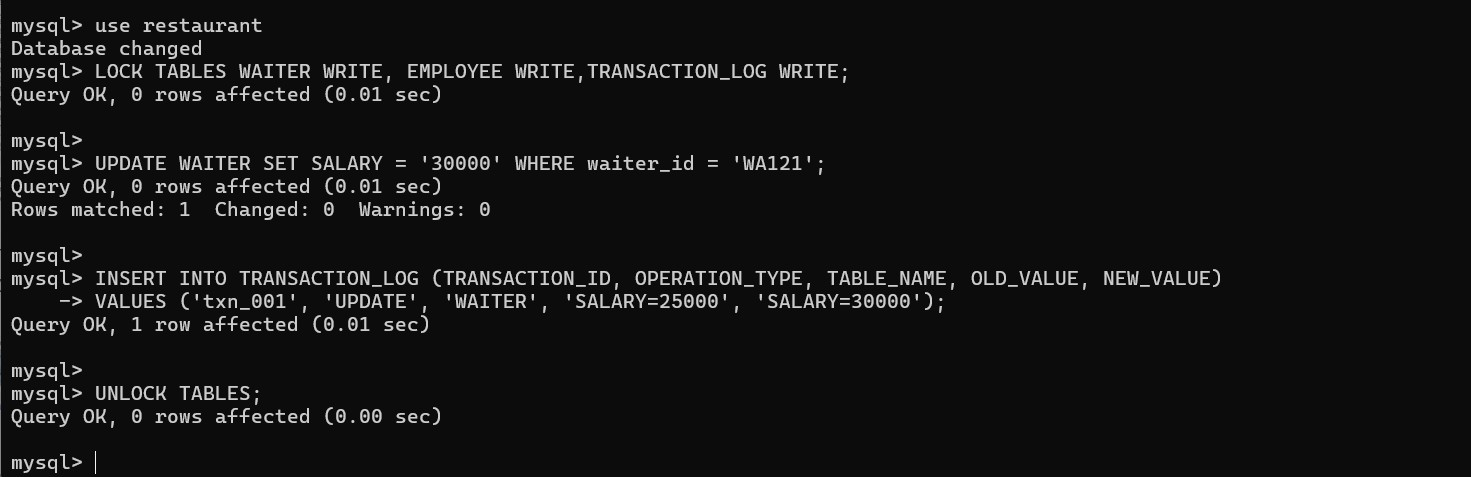 mysql> use restaurant
Database changed
mysql> LOCK TABLES WAITER WRITE, EMPLOYEE WRITE,TRANSACTION_LOG WRITE;
Query OK, 0 rows affected (0.01 sec)
mysql>
mysql> UPDATE WAITER SET SALARY = '30000' WHERE waiter_id = 'WA121';
Query OK, 0 rows affected (0.01 sec)
Rows matched: 1  Changed: 0  Warnings: 0
mysql>
mysql> INSERT INTO TRANSACTION_LOG (TRANSACTION_ID, OPERATION_TYPE, TABLE_NAME, OLD_VALUE, NEW_VALUE)
    -> VALUES ('txn_001', 'UPDATE', 'WAITER', 'SALARY=25000', 'SALARY=30000');
Query OK, 1 row affected (0.01 sec)
mysql>
mysql> UNLOCK TABLES;
Query OK, 0 rows affected (0.00 sec)
mysql>